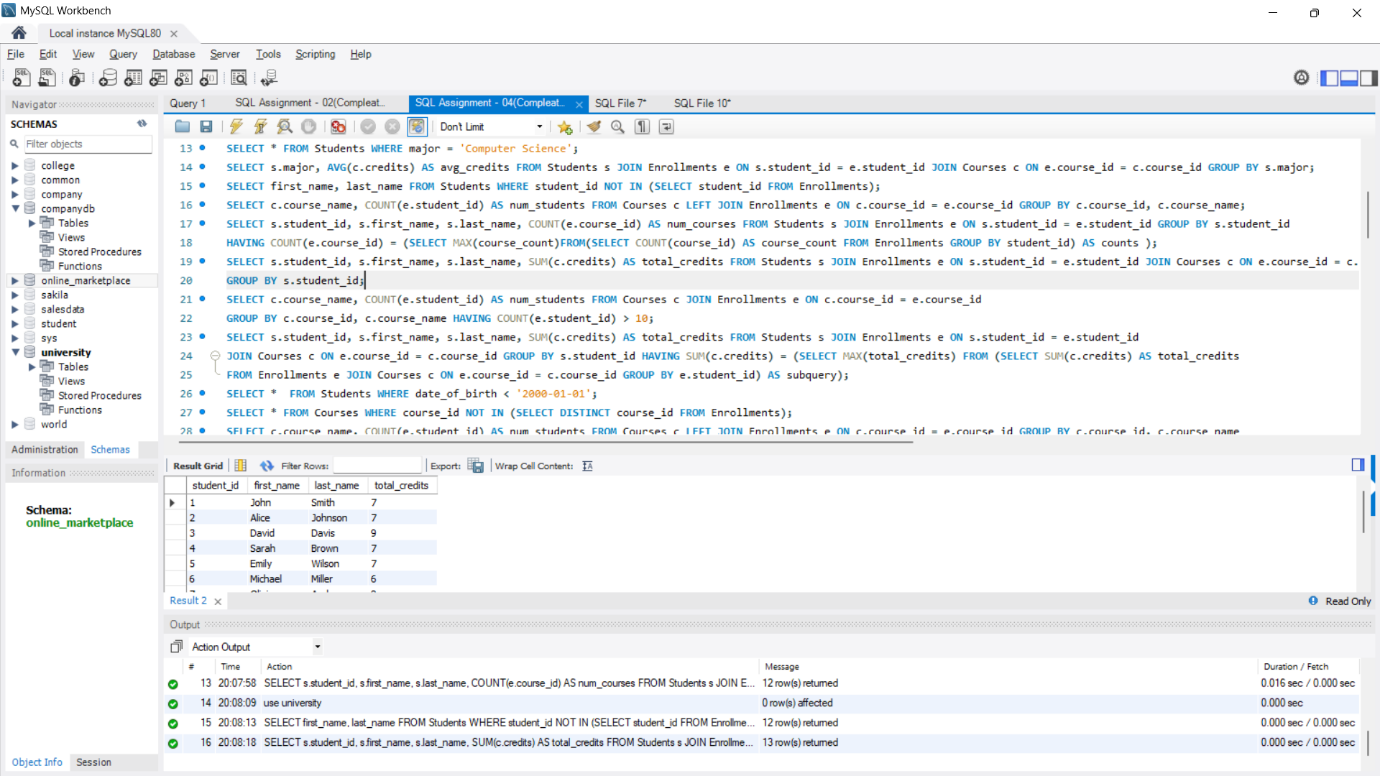 MySQL Workbench
Local instance MySQL80
File Edit View Query Database Server Tools Scripting Help
Navigator
SCHEMAS
Filter objects
college
common
company
companydb
Tables
Views
Stored Procedures
Functions
online_marketplace
sakila
salesdata
student
sys
university
Tables
Views
Stored Procedures
Functions
world
Administration Schemas
Information
Schema:
online_marketplace
Object Info Session
Query 1 SQL Assignment - 02(Compleat... SQL Assignment - 04(Compleat... SQL File 7* SQL File 10*
Don't Limit
13 SELECT * FROM Students WHERE major = 'Computer Science';
14 SELECT s.major, AVG(c.credits) AS avg_credits FROM Students s JOIN Enrollments e ON s.student_id = e.student_id JOIN Courses c ON e.course_id = c.course_id GROUP BY s.major;
15 SELECT first_name, last_name FROM Students WHERE student_id NOT IN (SELECT student_id FROM Enrollments);
16 SELECT c.course_name, COUNT(e.student_id) AS num_students FROM Courses c LEFT JOIN Enrollments e ON c.course_id = e.course_id GROUP BY c.course_id, c.course_name;
17 SELECT s.student_id, s.first_name, s.last_name, COUNT(e.course_id) AS num_courses FROM Students s JOIN Enrollments e ON s.student_id = e.student_id GROUP BY s.student_id
18 HAVING COUNT(e.course_id) = (SELECT MAX(course_count)FROM(SELECT COUNT(course_id) AS course_count FROM Enrollments GROUP BY student_id) AS counts );
19 SELECT s.student_id, s.first_name, s.last_name, SUM(c.credits) AS total_credits FROM Students s JOIN Enrollments e ON s.student_id = e.student_id JOIN Courses c ON e.course_id = c.
20 GROUP BY s.student_id;
21 SELECT c.course_name, COUNT(e.student_id) AS num_students FROM Courses c JOIN Enrollments e ON c.course_id = e.course_id
22 GROUP BY c.course_id, c.course_name HAVING COUNT(e.student_id) > 10;
23 SELECT s.student_id, s.first_name, s.last_name, SUM(c.credits) AS total_credits FROM Students s JOIN Enrollments e ON s.student_id = e.student_id
24 JOIN Courses c ON e.course_id = c.course_id GROUP BY s.student_id HAVING SUM(c.credits) = (SELECT MAX(total_credits) FROM (SELECT SUM(c.credits) AS total_credits
25 FROM Enrollments e JOIN Courses c ON e.course_id = c.course_id GROUP BY e.student_id) AS subquery);
26 SELECT * FROM Students WHERE date_of_birth < '2000-01-01';
27 SELECT * FROM Courses WHERE course_id NOT IN (SELECT DISTINCT course_id FROM Enrollments);
28 SELECT c.course_name, COUNT(e.student_id) AS num_students FROM Courses c LEFT JOIN Enrollments e ON c.course_id = e.course_id GROUP BY c.course_id, c.course_name
Result Grid Filter Rows: Export: Wrap Cell Content:
student_id first_name last_name total_credits
1 John Smith 7
2 Alice Johnson 7
3 David Davis 9
4 Sarah Brown 7
5 Emily Wilson 7
6 Michael Miller 6
Result 2 Read Only
Output
Action Output
# Time Action Message Duration / Fetch
13 20:07:58 SELECT s.student_id, s.first_name, s.last_name, COUNT(e.course_id) AS num_courses FROM Students s JOIN E... 12 row(s) returned 0.016 sec / 0.000 sec
14 20:08:09 use university 0 row(s) affected 0.000 sec
15 20:08:13 SELECT first_name, last_name FROM Students WHERE student_id NOT IN (SELECT student_id FROM Enrollme... 12 row(s) returned 0.000 sec / 0.000 sec
16 20:08:18 SELECT s.student_id, s.first_name, s.last_name, SUM(c.credits) AS total_credits FROM Students s JOIN Enrollme... 13 row(s) returned 0.000 sec / 0.000 sec